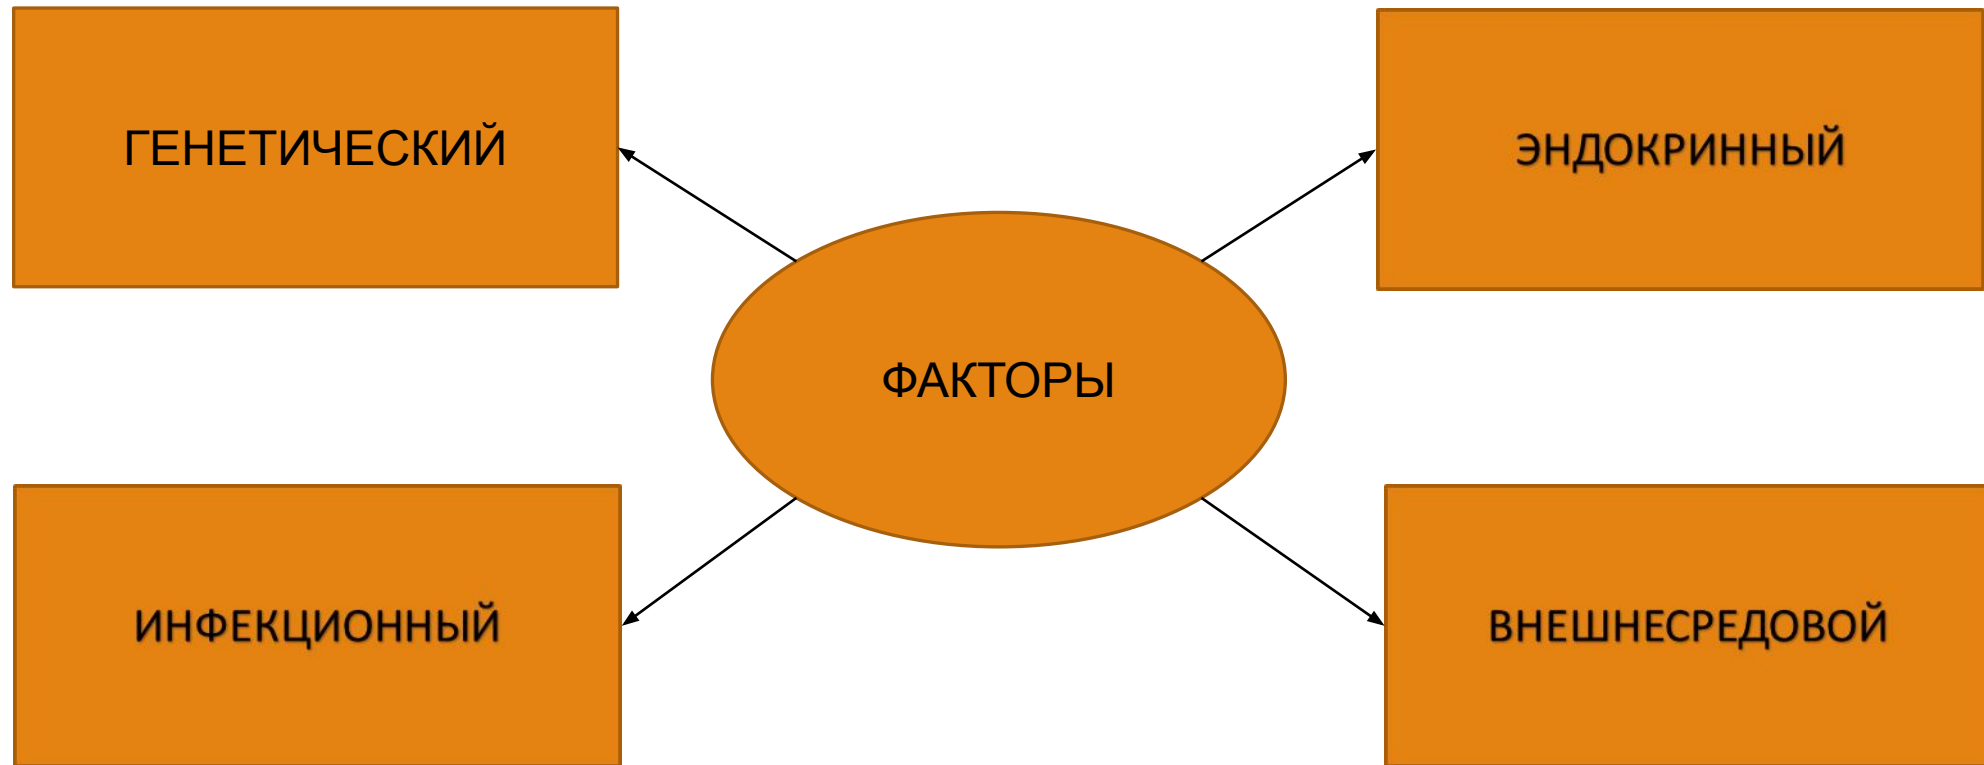 ГЕНЕТИЧЕСКИЙ
ЭНДОКРИННЫЙ
ФАКТОРЫ
ИНФЕКЦИОННЫЙ
ВНЕШНЕСРЕДОВОЙ